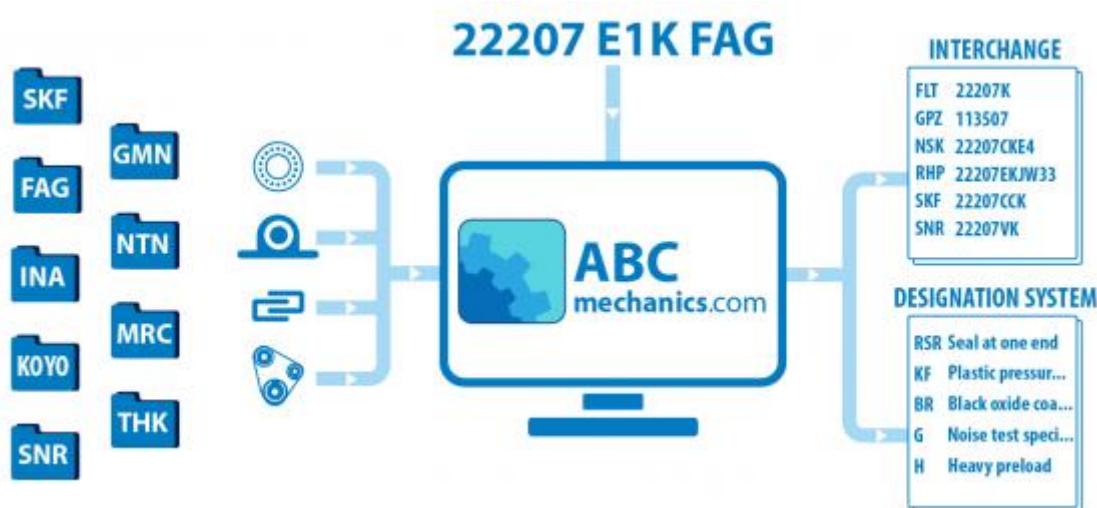 22207 E1K FAG
SKF
FAG
INA
KOYO
SNR
GMN
NTN
MRC
THK
ABC
mechanics.com
INTERCHANGE
FLT 22207K
GPZ 113507
NSK 22207CKE4
RHP 22207EKJW33
SKF 22207CCK
SNR 22207VK
DESIGNATION SYSTEM
RSR Seal at one end
KF Plastic pressur...
BR Black oxide coa...
G Noise test speci...
H Heavy preload